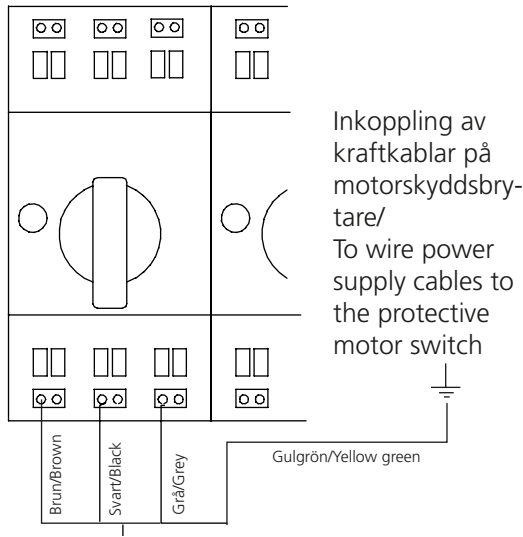 Inkoppling av
kraftkablar på
motorskyddsbry-
tare/
To wire power
supply cables to
the protective
motor switch
Brun/Brown
Svart/Black
Grå/Grey
Gulgrön/Yellow green